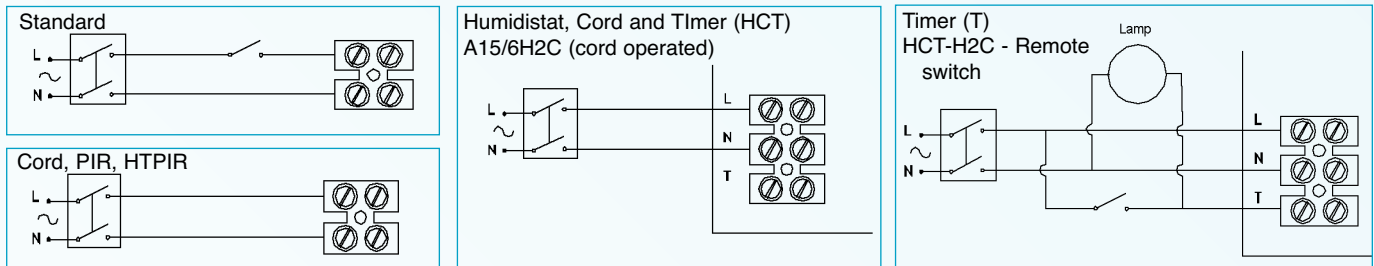 Standard
L
N
Cord, PIR, HTPIR
L
N
Humidistat, Cord and TImer (HCT)
A15/6H2C (cord operated)
L
L
N
N
T
Timer (T)
HCT-H2C - Remote
switch
Lamp
L
L
N
N
T